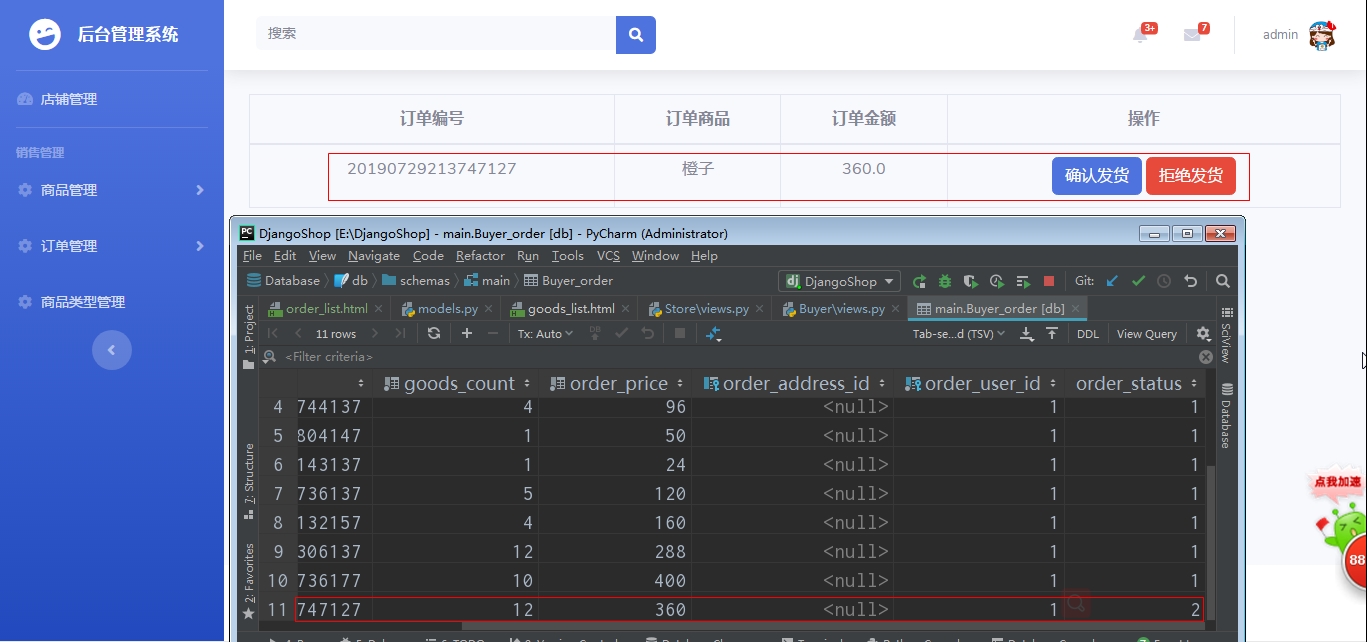 后台管理系统
搜索
3+
7
admin
店铺管理
销售管理
商品管理
订单管理
商品类型管理
订单编号 订单商品 订单金额 操作
20190729213747127 橙子 360.0 确认发货 拒绝发货
DjangoShop [E:\DjangoShop] - main.Buyer_order [db] - PyCharm (Administrator)
File Edit View Navigate Code Refactor Run Tools VCS Window Help
Database db schemas main Buyer_order DjangoShop Git:
order_list.html models.py goods_list.html Store\views.py Buyer\views.py main.Buyer_order [db]
11 rows Tx: Auto DB Tab-se...d (TSV) DDL View Query
<Filter criteria>
goods_count order_price order_address_id order_user_id order_status
4 744137 4 96 <null> 1 1
5 804147 1 50 <null> 1 1
6 143137 1 24 <null> 1 1
7 736137 5 120 <null> 1 1
8 132157 4 160 <null> 1 1
9 306137 12 288 <null> 1 1
10 736177 10 400 <null> 1 1
11 747127 12 360 <null> 1 2
1: Project
7: Structure
2: Favorites
SciView
Database
点我加速
88